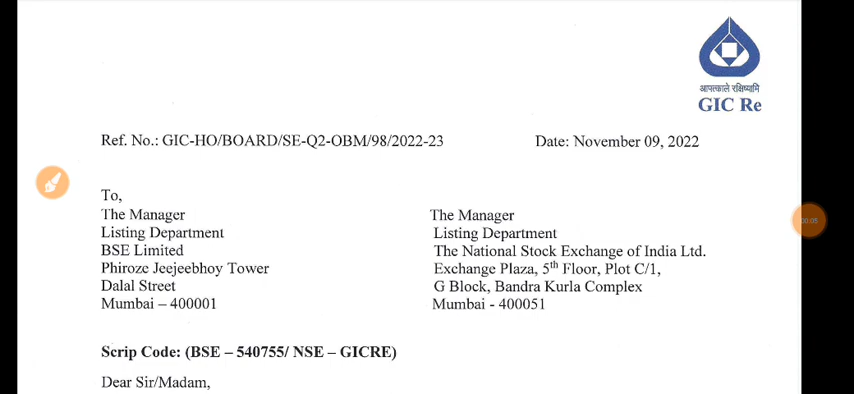 आपत्काले रक्षिष्यामि
GIC Re
Ref. No.: GIC-HO/BOARD/SE-Q2-OBM/98/2022-23 Date: November 09, 2022
To,
The Manager
Listing Department
BSE Limited
Phiroze Jeejeebhoy Tower
Dalal Street
Mumbai – 400001
The Manager
Listing Department
The National Stock Exchange of India Ltd.
Exchange Plaza, 5th Floor, Plot C/1,
G Block, Bandra Kurla Complex
Mumbai - 400051
00:05
Scrip Code: (BSE – 540755/ NSE – GICRE)
Dear Sir/Madam,